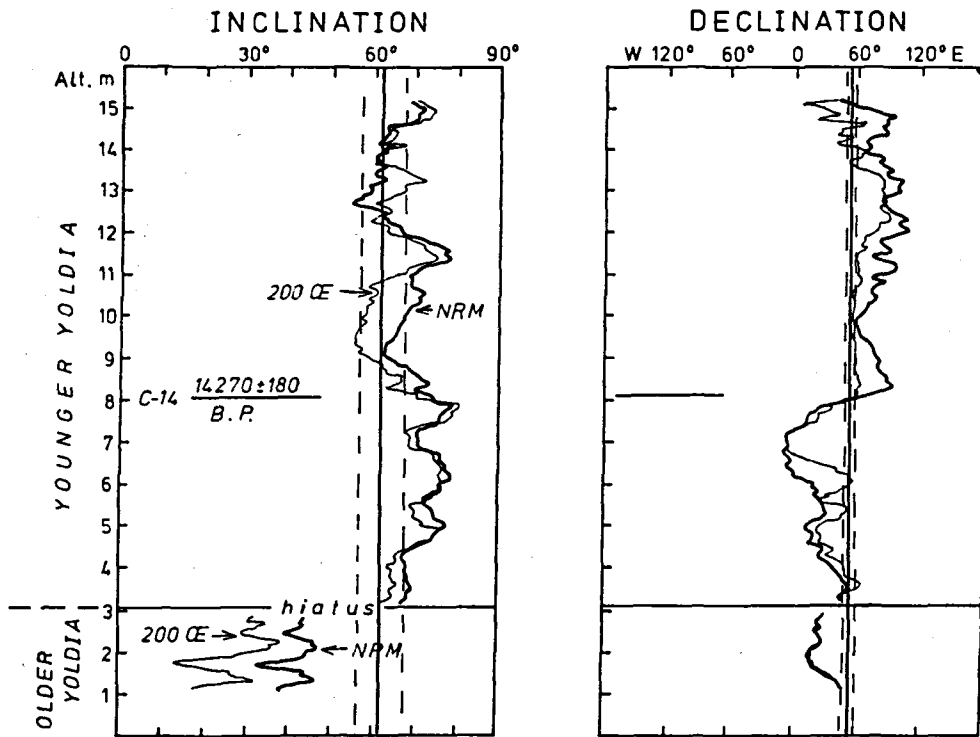 INCLINATION
0 30° 60° 90°
Alt. m
15
14
13
12
11
10
9
8
7
6
5
4
3
2
1
YOUNGER YOLDIA
OLDER YOLDIA
200 Œ
NRM
C-14 14270±180
B.P.
hiatus
200 Œ
NRM
DECLINATION
W 120° 60° 0 60° 120° E